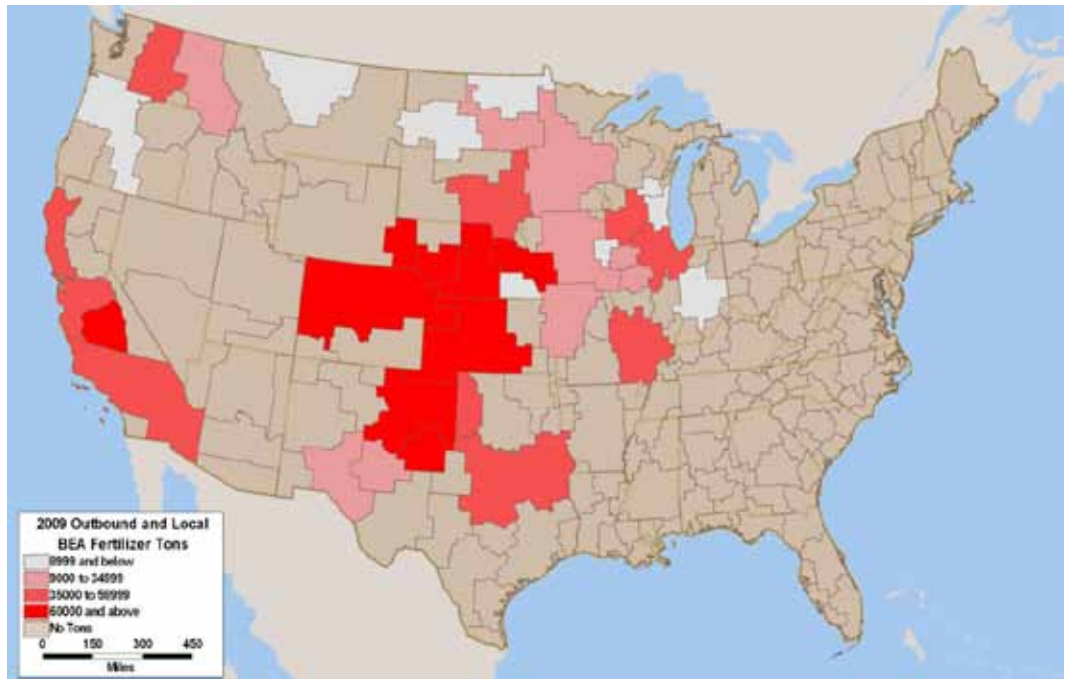 2009 Outbound and Local
BEA Fertilizer Tons
8999 and below
9000 to 34999
35000 to 59999
60000 and above
No Tons
0 150 300 450
Miles